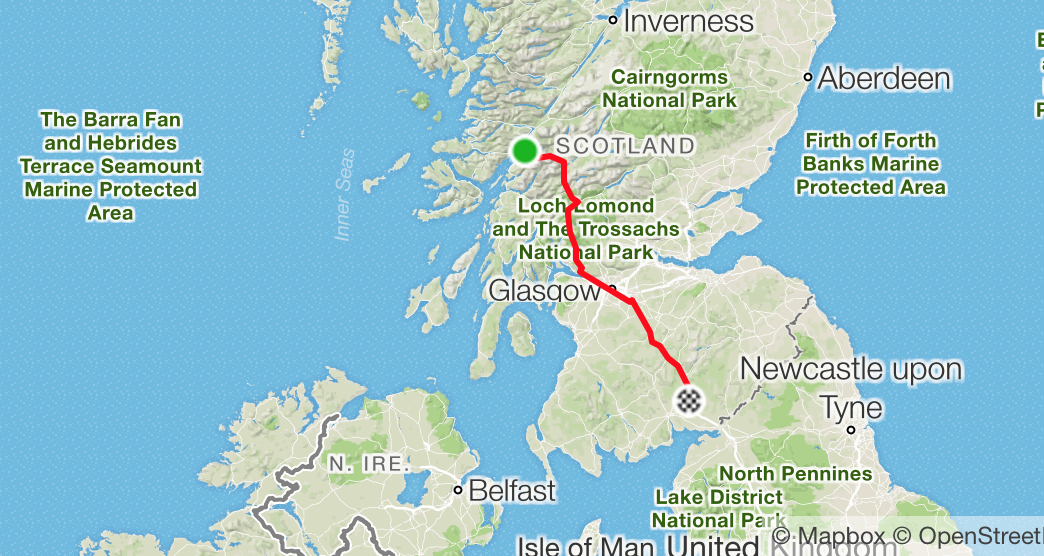 Inverness
Cairngorms
National Park
Aberdeen
The Barra Fan
and Hebrides
Terrace Seamount
Marine Protected
Area
SCOTLAND
Firth of Forth
Banks Marine
Protected Area
Inner Seas
Loch Lomond
and The Trossachs
National Park
Glasgow
Newcastle upon
Tyne
N. IRE.
Belfast
North Pennines
Lake District
National Park
Isle of Man
United Kingdom
© Mapbox © OpenStreet